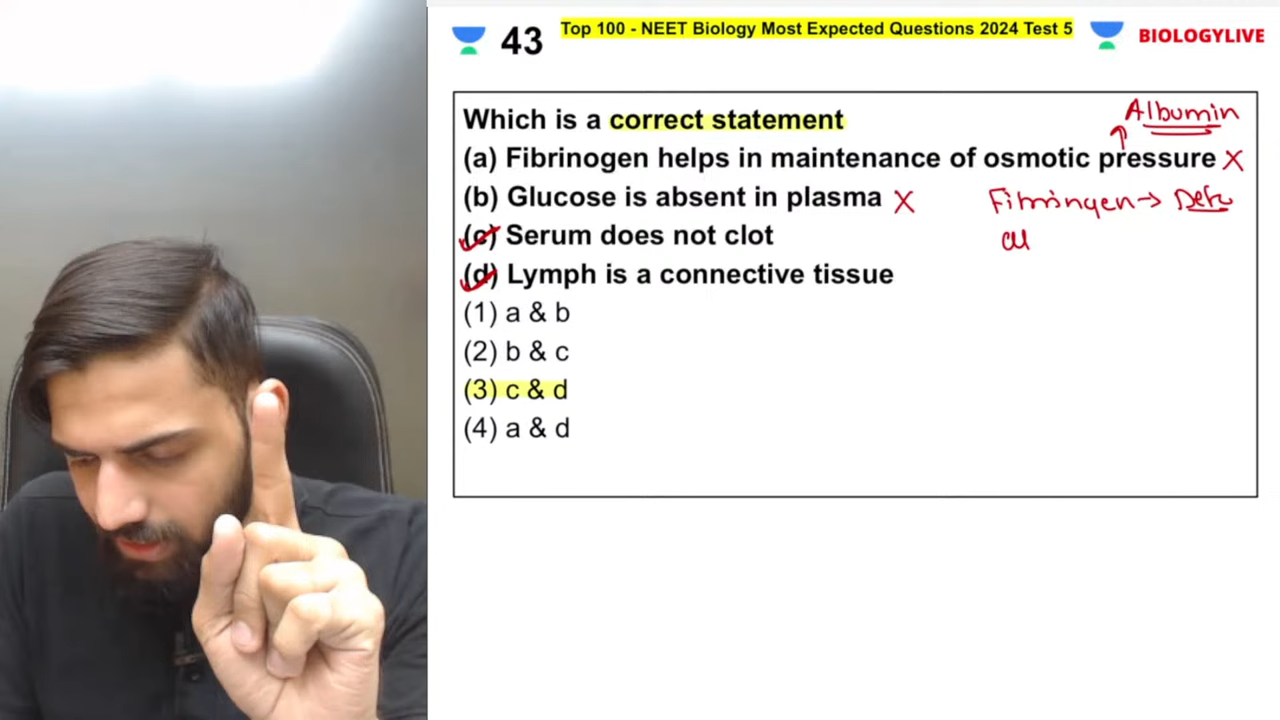 43
Top 100 - NEET Biology Most Expected Questions 2024 Test 5
BIOLOGYLIVE
Which is a correct statement
Albumin
(a) Fibrinogen helps in maintenance of osmotic pressure X
(b) Glucose is absent in plasma X
(c) Serum does not clot
(d) Lymph is a connective tissue
(1) a & b
(2) b & c
(3) c & d
(4) a & d